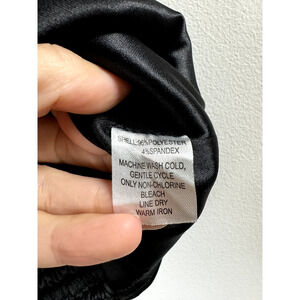 SHELL:96%POLYESTER
4%SPANDEX
MACHINE WASH COLD,
GENTLE CYCLE
ONLY NON-CHLORINE
BLEACH
LINE DRY
WARM IRON